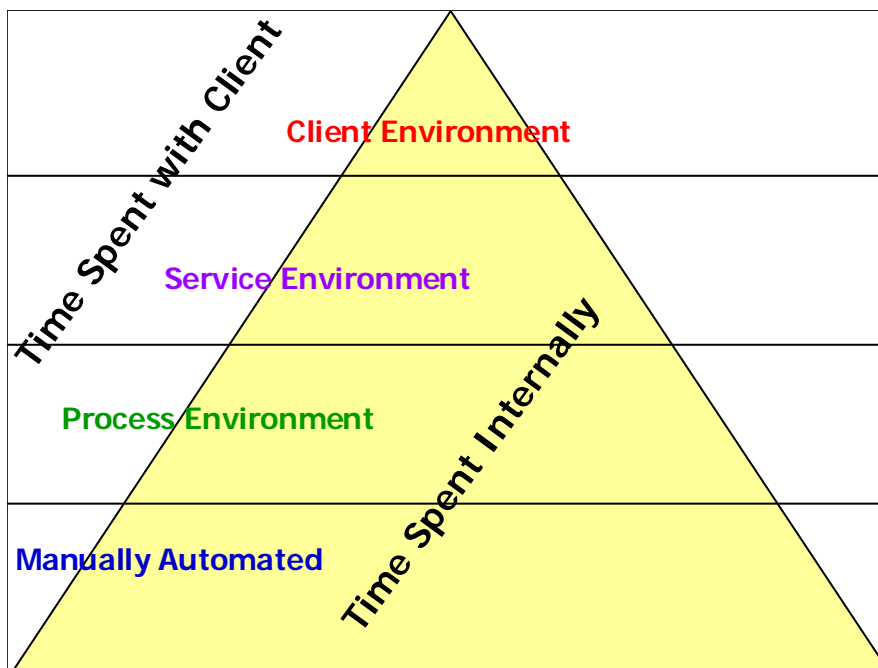 Time Spent with Client
Client Environment
Service Environment
Time Spent Internally
Process Environment
Manually Automated